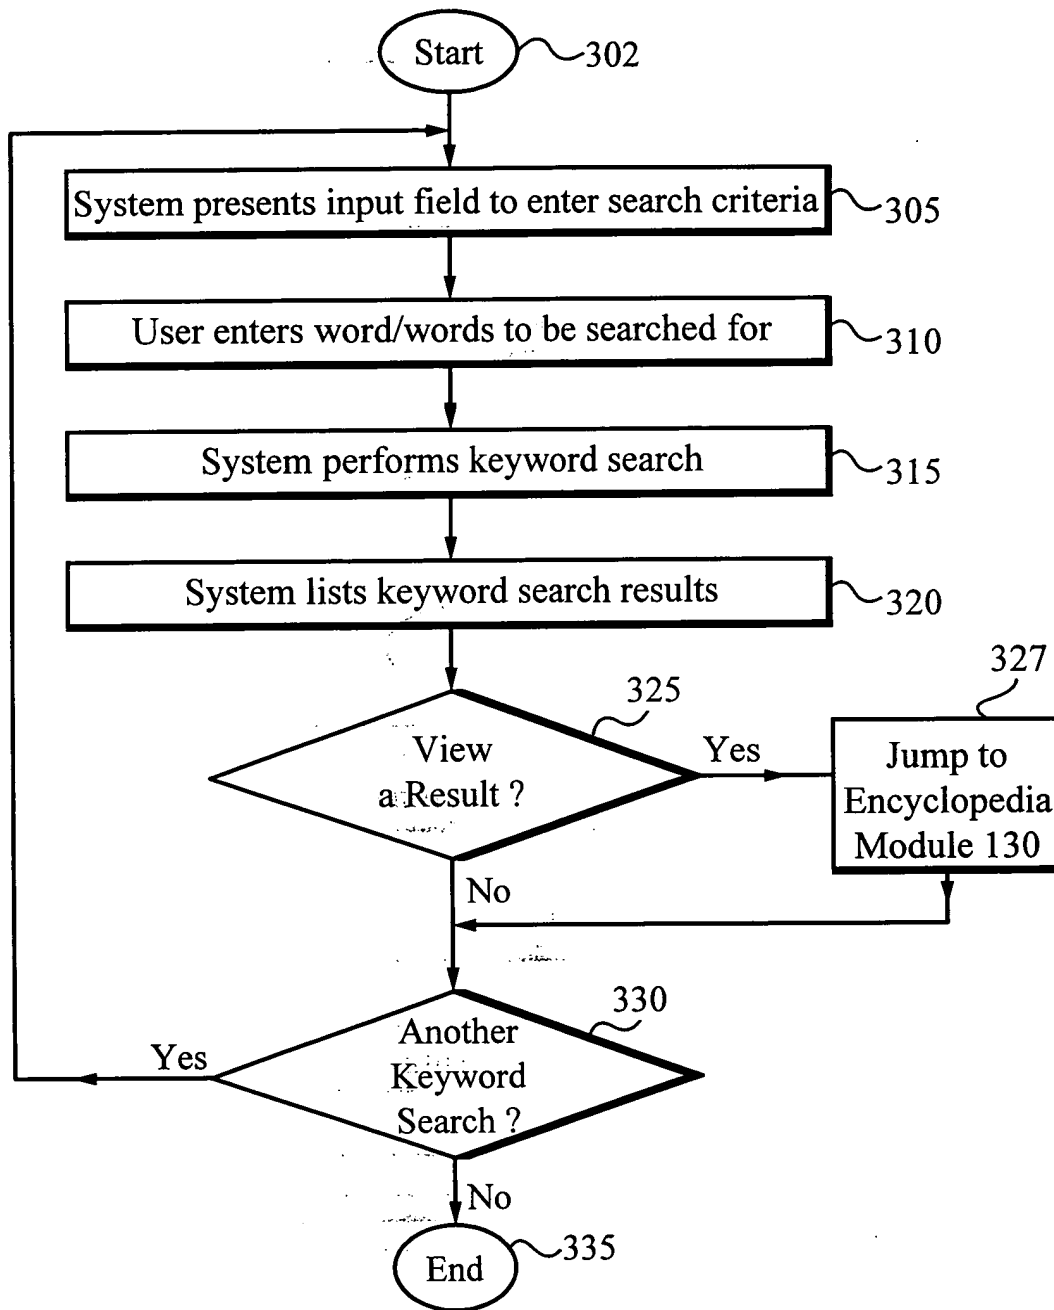 Start
302
System presents input field to enter search criteria
305
User enters word/words to be searched for
310
System performs keyword search
315
System lists keyword search results
320
325
327
View
a Result ?
Yes
Jump to
Encyclopedia
Module 130
No
330
Another
Keyword
Search ?
Yes
No
335
End